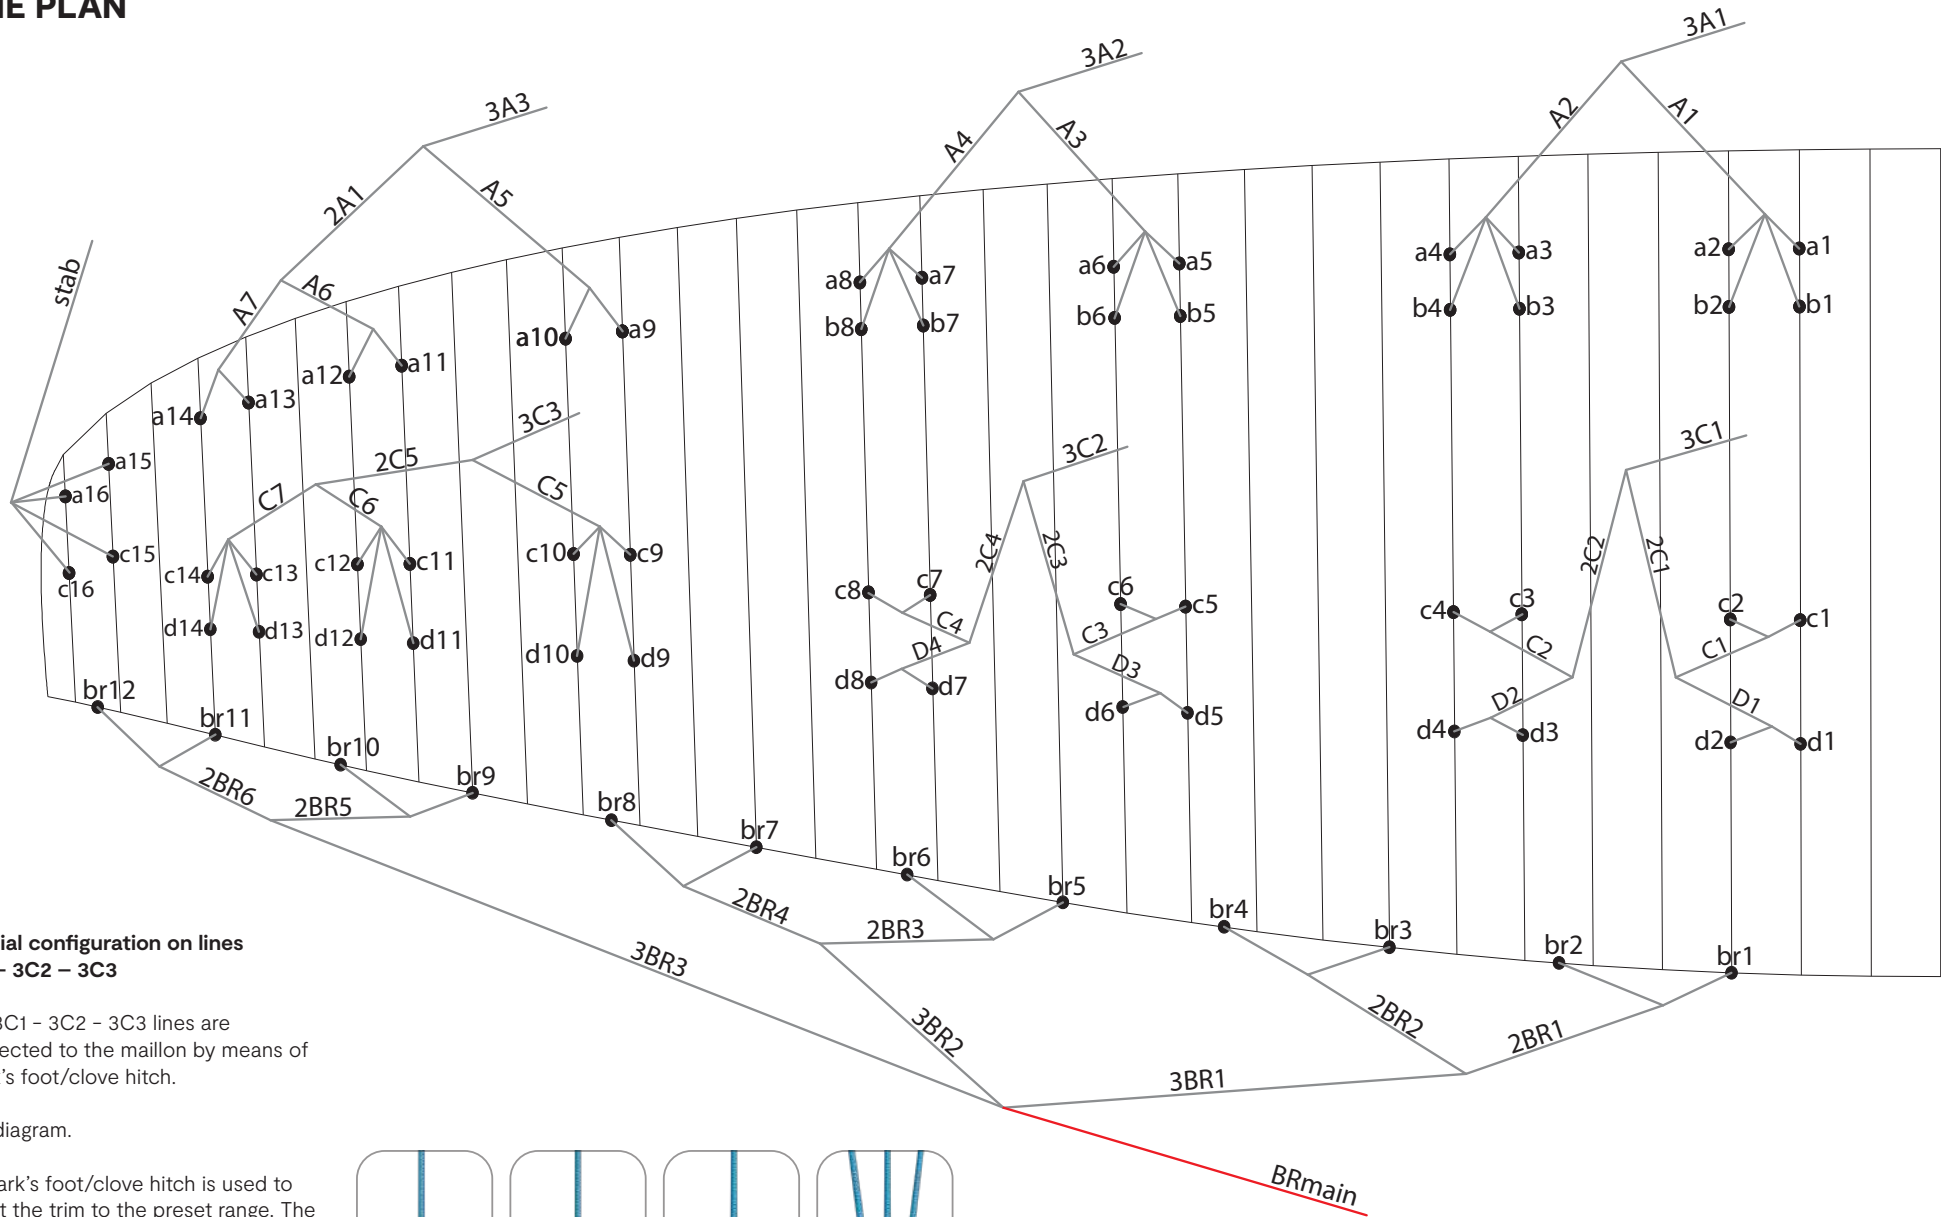 NE PLAN
3A1
3A2
3A3
A2
A1
A4
A3
2A1
A5
stab
A7
A6
a8
a7
a6
a5
a4
a3
a2
a1
b8
b7
b6
b5
b4
b3
b2
b1
a10
a9
a12
a11
a14
a13
a15
a16
3C3
2C5
3C2
3C1
C7
C6
C5
2C4
2C3
2C2
2C1
c15
c16
c14
c13
c12
c11
c10
c9
c8
c7
c6
c5
c4
c3
c2
c1
C4
C3
C2
C1
D4
D3
D2
D1
d14
d13
d12
d11
d10
d9
d8
d7
d6
d5
d4
d3
d2
d1
br12
br11
br10
br9
br8
br7
br6
br5
br4
br3
br2
br1
2BR6
2BR5
2BR4
2BR3
2BR2
2BR1
3BR3
3BR2
3BR1
BRmain
ial configuration on lines
– 3C2 – 3C3
3C1 - 3C2 - 3C3 lines are
ected to the maillon by means of
's foot/clove hitch.
diagram.
ark's foot/clove hitch is used to
t the trim to the preset range. The